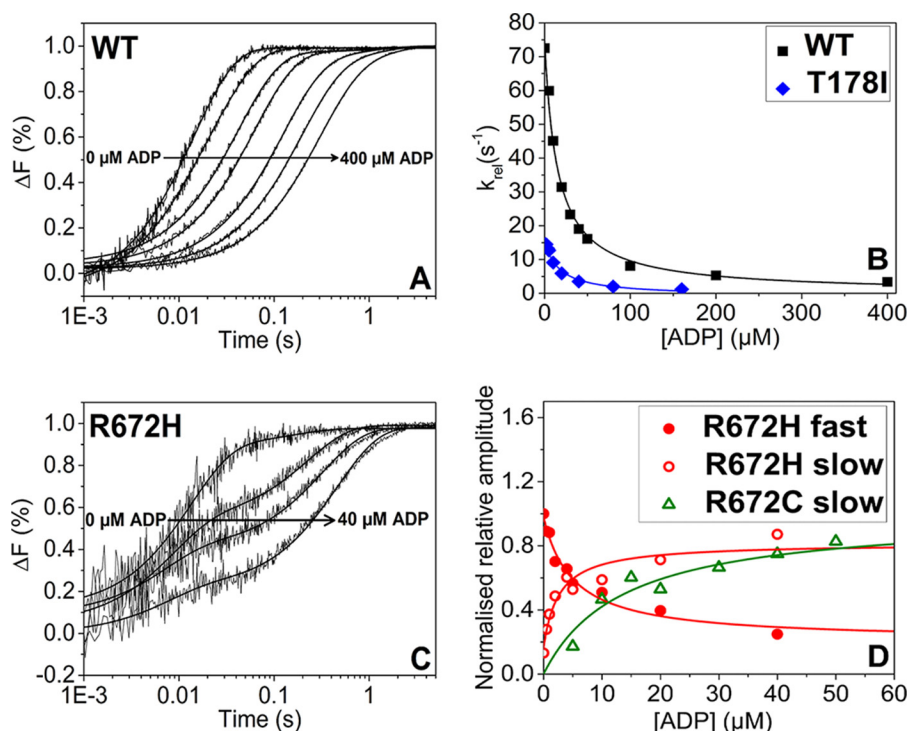 WT
ΔF (%)
1.0
0.8
0.6
0.4
0.2
0.0
0 µM ADP
400 µM ADP
A
1E-3 0.01 0.1 1
Time (s)
k_rel(s⁻¹)
80
70
60
50
40
30
20
10
0
WT
T178I
B
0 100 200 300 400
[ADP] (µM)
R672H
ΔF (%)
1.0
0.8
0.6
0.4
0.2
0.0
-0.2
0 µM ADP
40 µM ADP
C
1E-3 0.01 0.1 1
Time (s)
Normalised relative amplitude
1.6
1.2
0.8
0.4
0.0
R672H fast
R672H slow
R672C slow
D
0 10 20 30 40 50 60
[ADP] (µM)